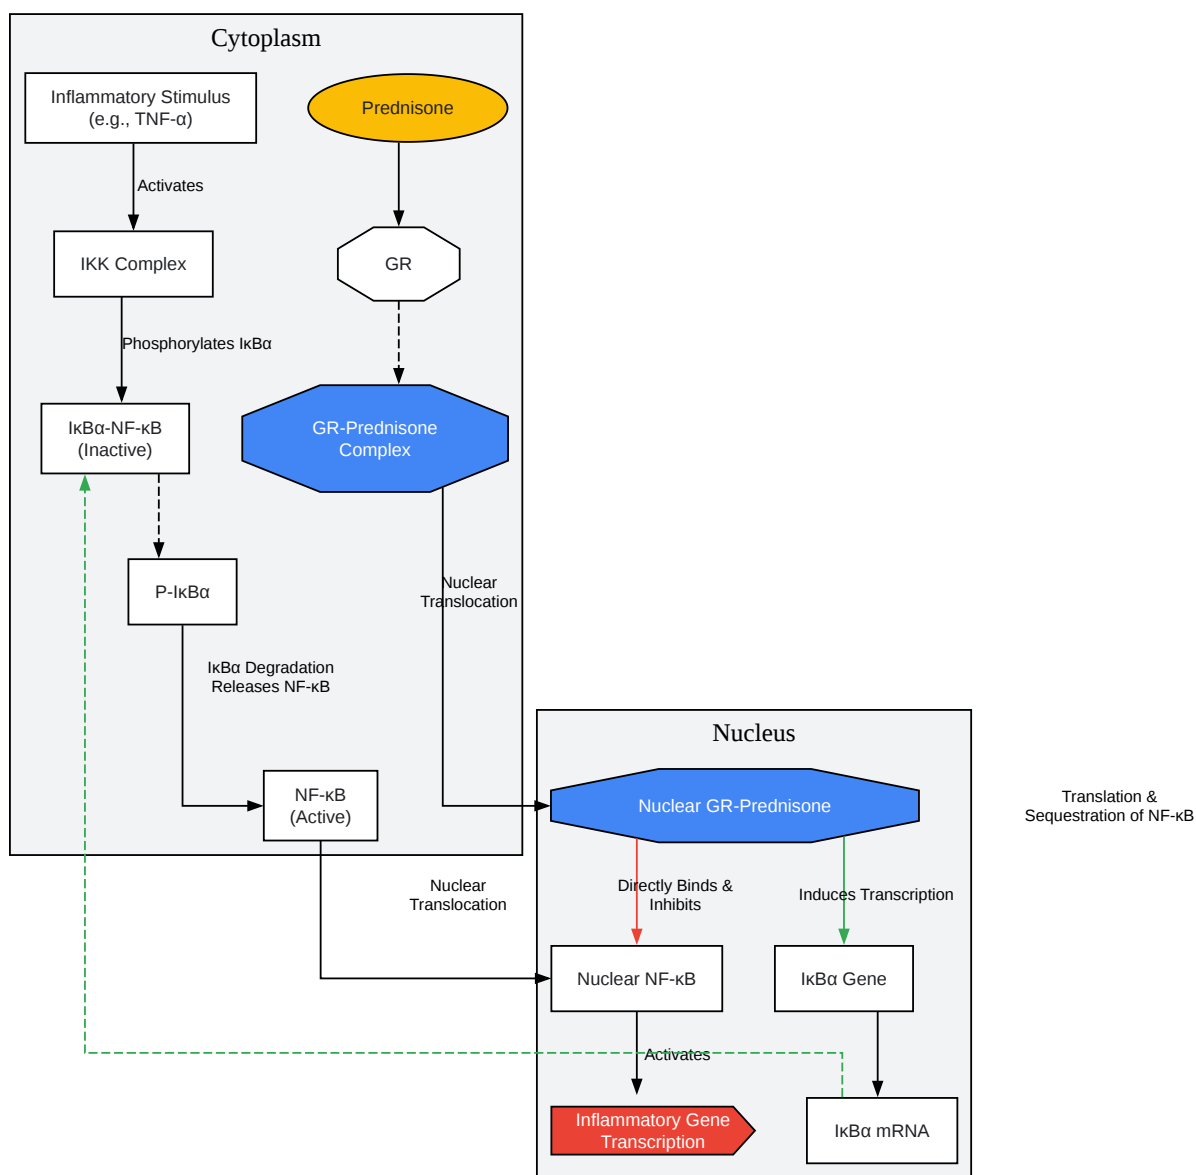 Cytoplasm
Inflammatory Stimulus
(e.g., TNF-α)
Prednisone
Activates
IKK Complex
GR
Phosphorylates IκBα
IκBα-NF-κB
(Inactive)
GR-Prednisone
Complex
P-IκBα
Nuclear
Translocation
IκBα Degradation
Releases NF-κB
Nucleus
NF-κB
(Active)
Nuclear GR-Prednisone
Translation &
Sequestration of NF-κB
Nuclear
Translocation
Directly Binds &
Inhibits
Induces Transcription
Nuclear NF-κB
IκBα Gene
Activates
Inflammatory Gene
Transcription
IκBα mRNA